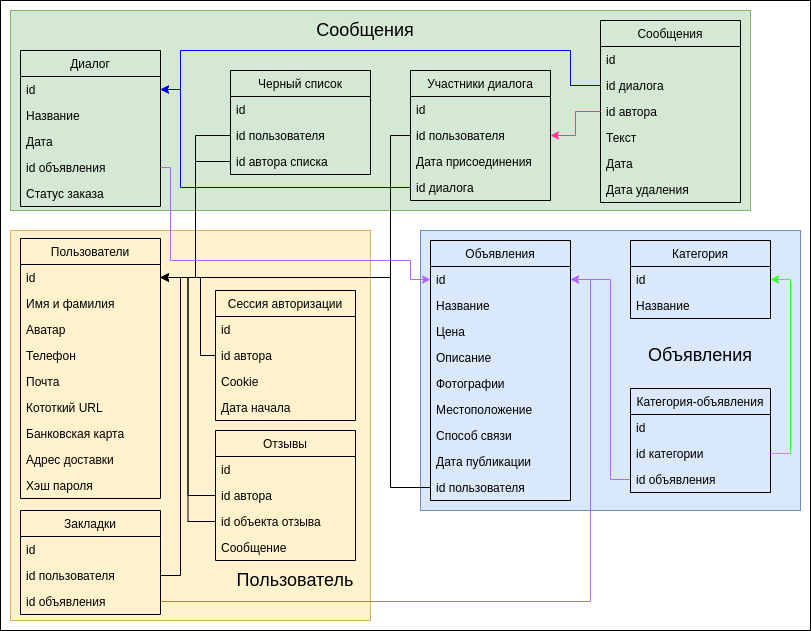 Сообщения
Диалог
id
Название
Дата
id объявления
Статус заказа
Черный список
id
id пользователя
id автора списка
Участники диалога
id
id пользователя
Дата присоединения
id диалога
Сообщения
id
id диалога
id автора
Текст
Дата
Дата удаления
Пользователи
id
Имя и фамилия
Аватар
Телефон
Почта
Кототкий URL
Банковская карта
Адрес доставки
Хэш пароля
Закладки
id
id пользователя
id объявления
Сессия авторизации
id
id автора
Cookie
Дата начала
Отзывы
id
id автора
id объекта отзыва
Сообщение
Пользователь
Объявления
id
Название
Цена
Описание
Фотографии
Местоположение
Способ связи
Дата публикации
id пользователя
Категория
id
Название
Объявления
Категория-объявления
id
id категории
id объявления